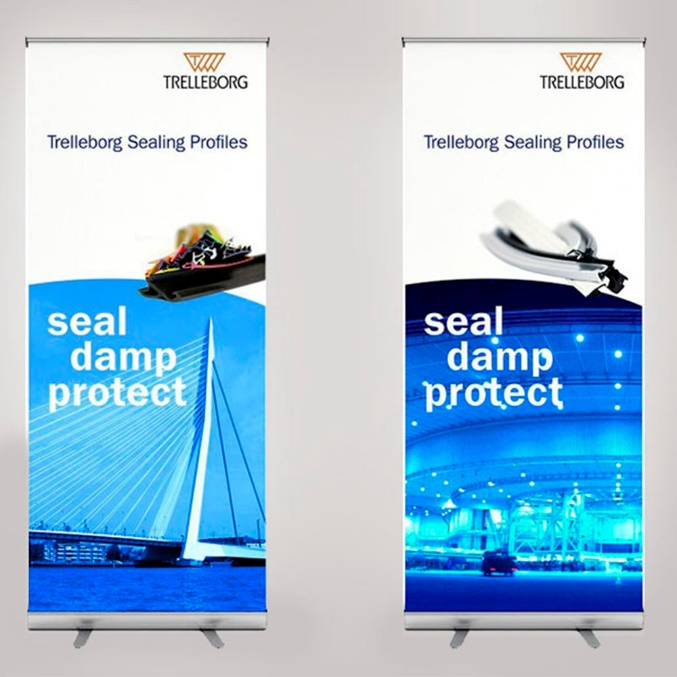 TRELLEBORG
Trelleborg Sealing Profiles
seal
damp
protect
TRELLEBORG
Trelleborg Sealing Profiles
seal
damp
protect